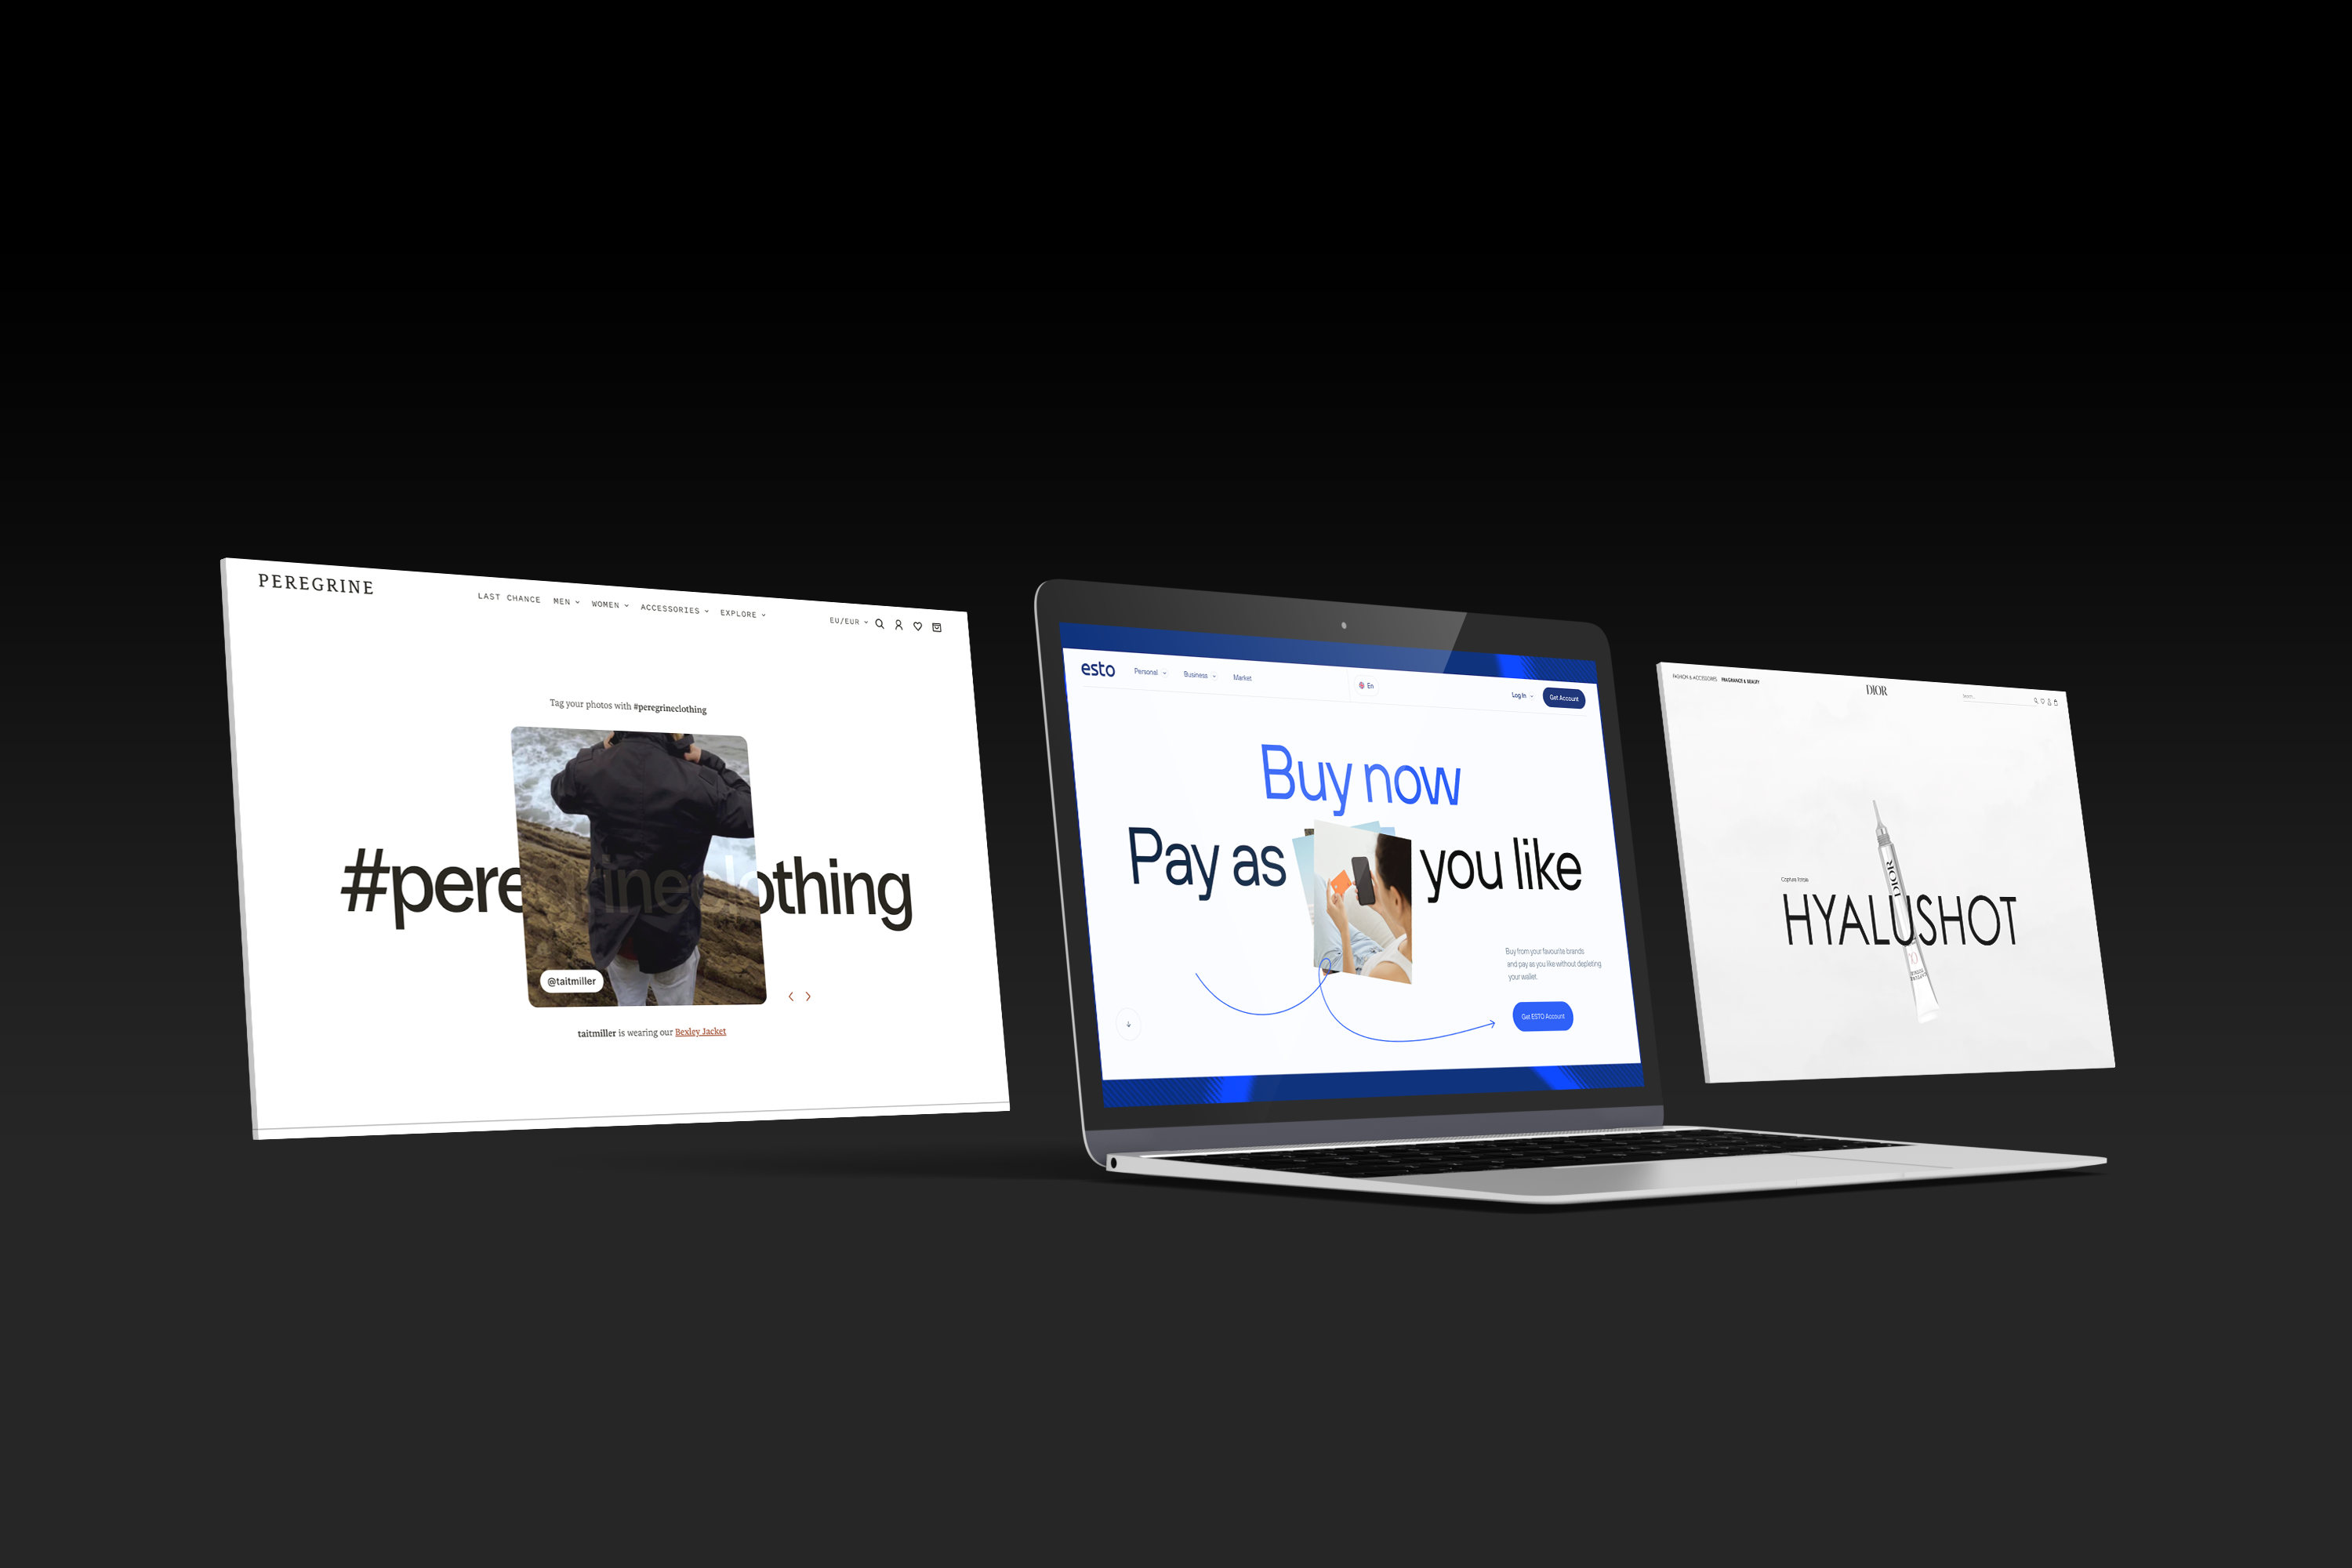 PEREGRINE
LAST CHANCE MEN WOMEN ACCESSORIES EXPLORE
EU/EUR
Tag your photos with #peregrineclothing
#peregrineclothing
@taitmiller
taitmiller is wearing our Bexley Jacket
esto
Personal Business Market
En
Log In
Get Account
Buy now
Pay as you like
Buy from your favourite brands
and pay as you like without depleting
your wallet.
Get ESTO Account
FASHION & ACCESSORIES FRAGRANCE & BEAUTY
DIOR
Search...
DIOR
Capture Totale
HYALUSHOT